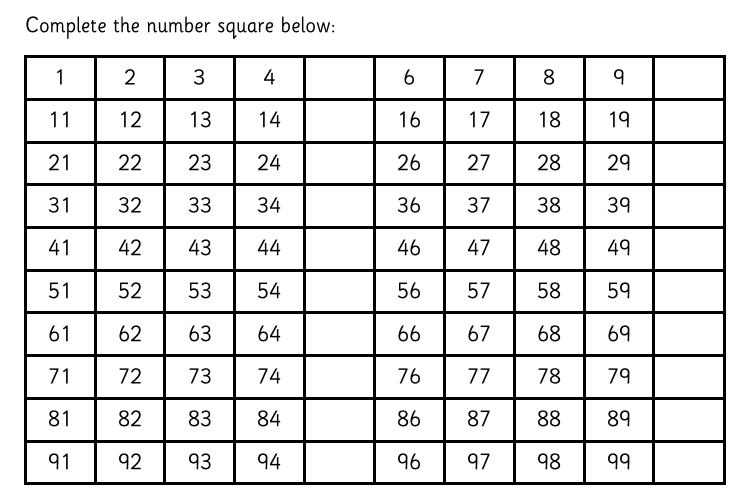 Complete the number square below:
1 2 3 4 6 7 8 9
11 12 13 14 16 17 18 19
21 22 23 24 26 27 28 29
31 32 33 34 36 37 38 39
41 42 43 44 46 47 48 49
51 52 53 54 56 57 58 59
61 62 63 64 66 67 68 69
71 72 73 74 76 77 78 79
81 82 83 84 86 87 88 89
91 92 93 94 96 97 98 99